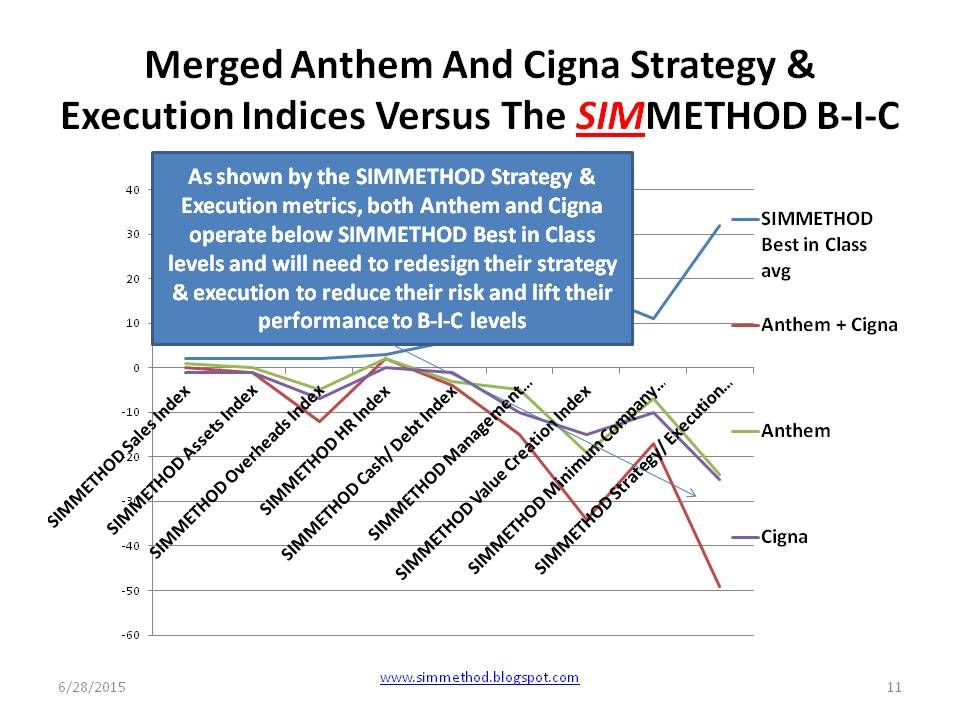 Merged Anthem And Cigna Strategy &
Execution Indices Versus The SIMMETHOD B-I-C
As shown by the SIMMETHOD Strategy &
Execution metrics, both Anthem and Cigna
operate below SIMMETHOD Best in Class
levels and will need to redesign their strategy
& execution to reduce their risk and lift their
performance to B-I-C levels
40
30
20
10
0
-10
-20
-30
-40
-50
-60
SIMMETHOD Sales Index
SIMMETHOD Assets Index
SIMMETHOD Overheads Index
SIMMETHOD HR Index
SIMMETHOD Cash/ Debt Index
SIMMETHOD Management...
SIMMETHOD Value Creation Index
SIMMETHOD Minimum Company...
SIMMETHOD Strategy/ Execution...
SIMMETHOD
Best in Class
avg
Anthem + Cigna
Anthem
Cigna
6/28/2015
www.simmethod.blogspot.com
11